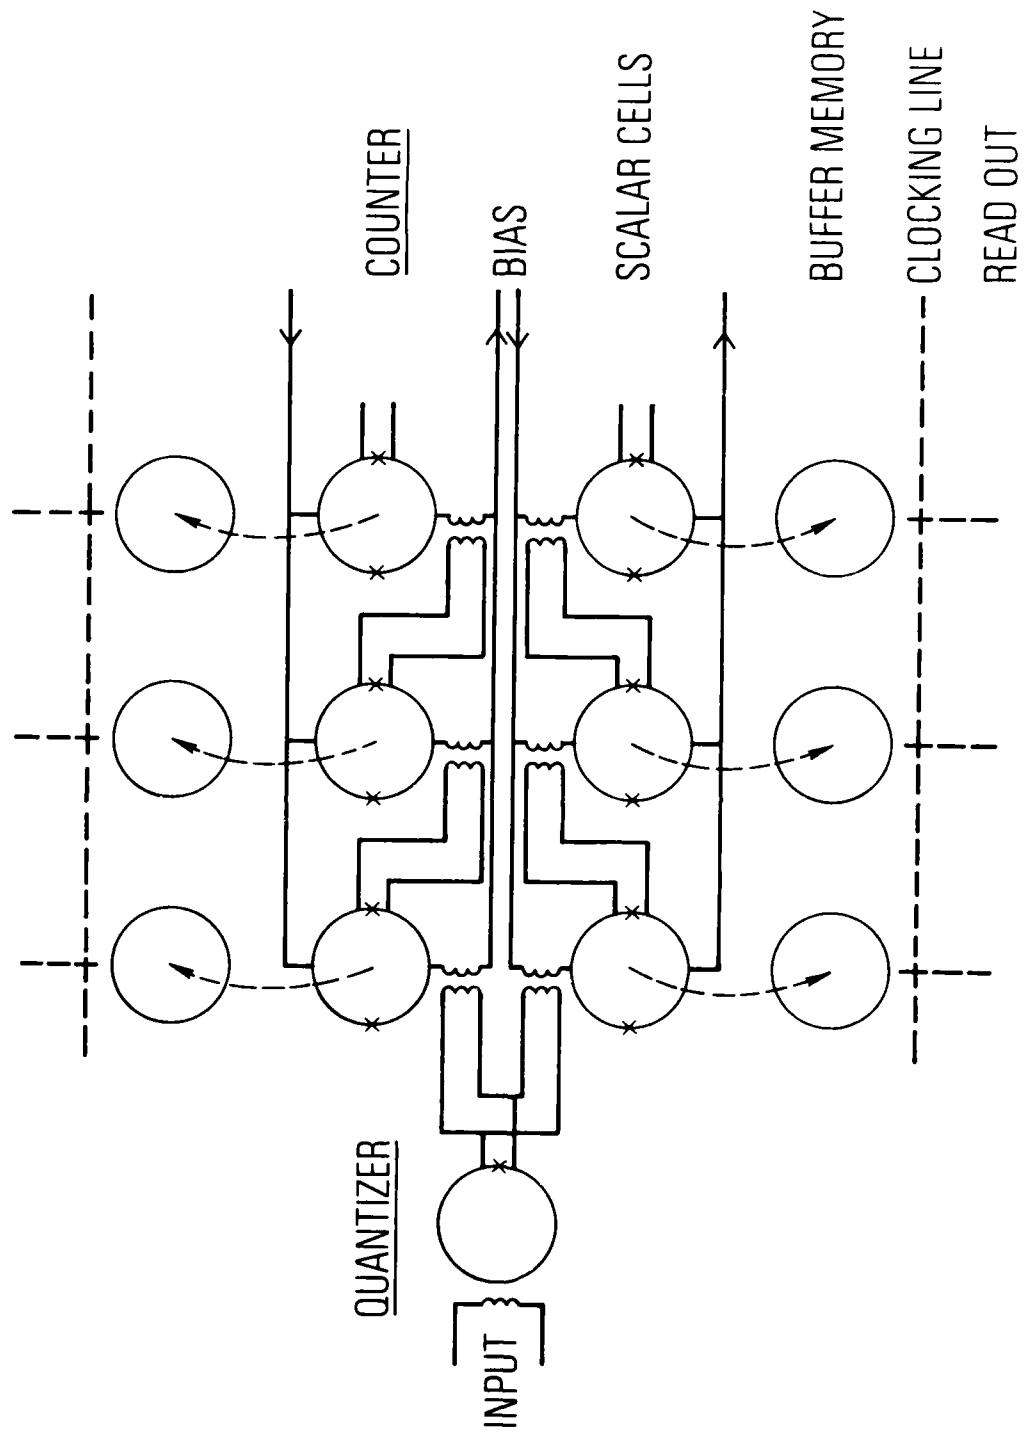 QUANTIZER
INPUT
COUNTER
BIAS
SCALAR CELLS
BUFFER MEMORY
CLOCKING LINE
READ OUT